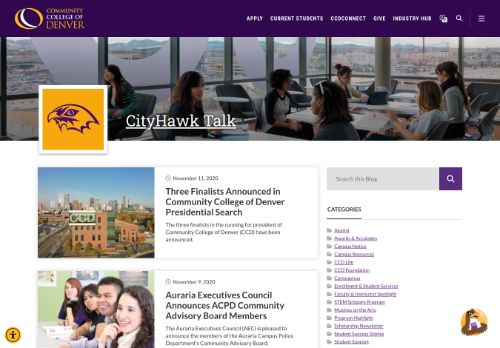 COMMUNITY
COLLEGE OF
DENVER
APPLY CURRENT STUDENTS CCDCONNECT GIVE INDUSTRY HUB
CityHawk Talk
November 11, 2020
Three Finalists Announced in
Community College of Denver
Presidential Search
The three finalists in the running for president of
Community College of Denver (CCD) have been
announced.
CCD
November 9, 2020
Auraria Executives Council
Announces ACPD Community
Advisory Board Members
The Auraria Executives Council (AEC) is pleased to
announce the members of the Auraria Campus Police
Department's Community Advisory Board.
Search this Blog
CATEGORIES
Alumni
Awards & Accolades
Campus Notice
Campus Resources
CCD Life
CCD Foundation
Coronavirus
Enrollment & Student Services
Faculty & Instructor Spotlight
STEM Scholars Program
Musings on the Arts
Program Highlight
Scholarship Newsletter
Student Success Stories
Student Support